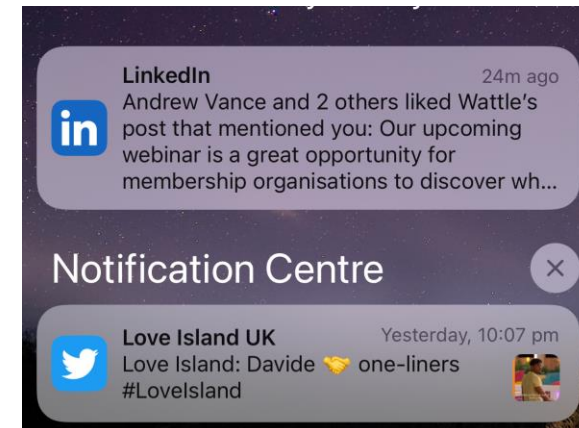 LinkedIn 24m ago
Andrew Vance and 2 others liked Wattle's
post that mentioned you: Our upcoming
webinar is a great opportunity for
membership organisations to discover wh...
Notification Centre
Love Island UK Yesterday, 10:07 pm
Love Island: Davide 🤝 one-liners
#LoveIsland